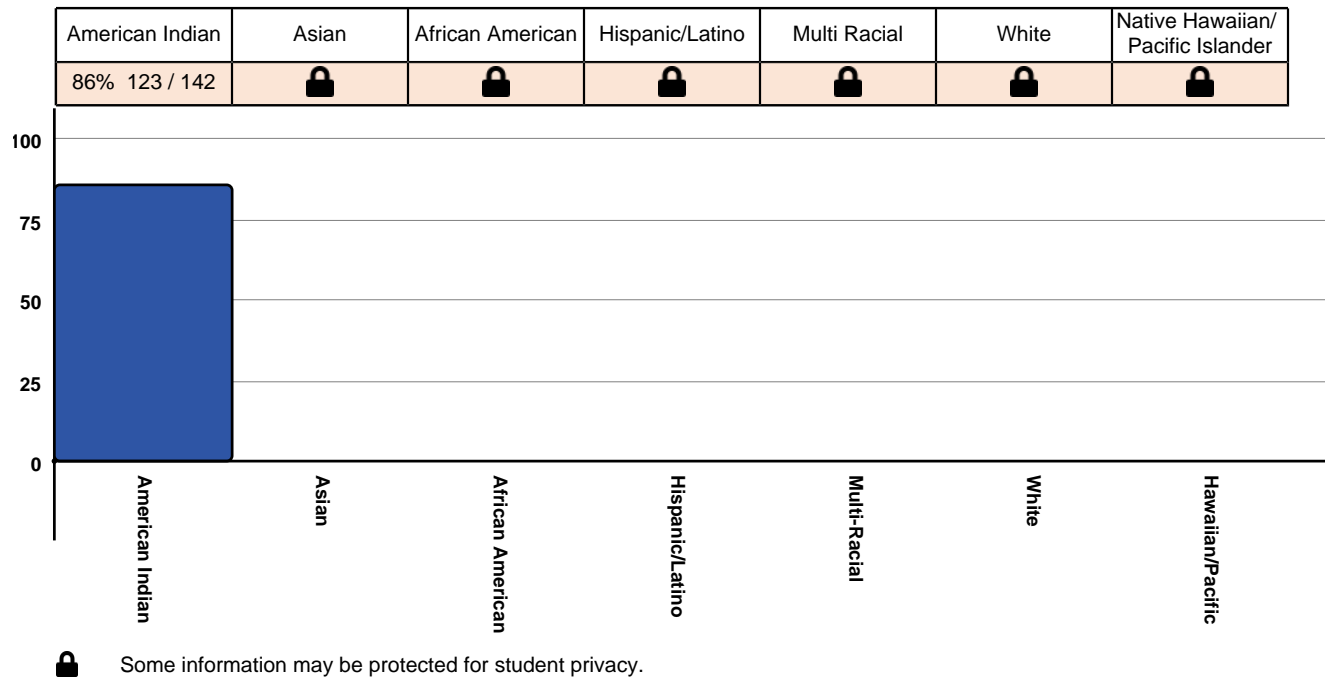 American Indian Asian African American Hispanic/Latino Multi Racial White Native Hawaiian/
Pacific Islander
86% 123 / 142
100
75
50
25
0
American Indian
Asian
African American
Hispanic/Latino
Multi-Racial
White
Hawaiian/Pacific
Some information may be protected for student privacy.